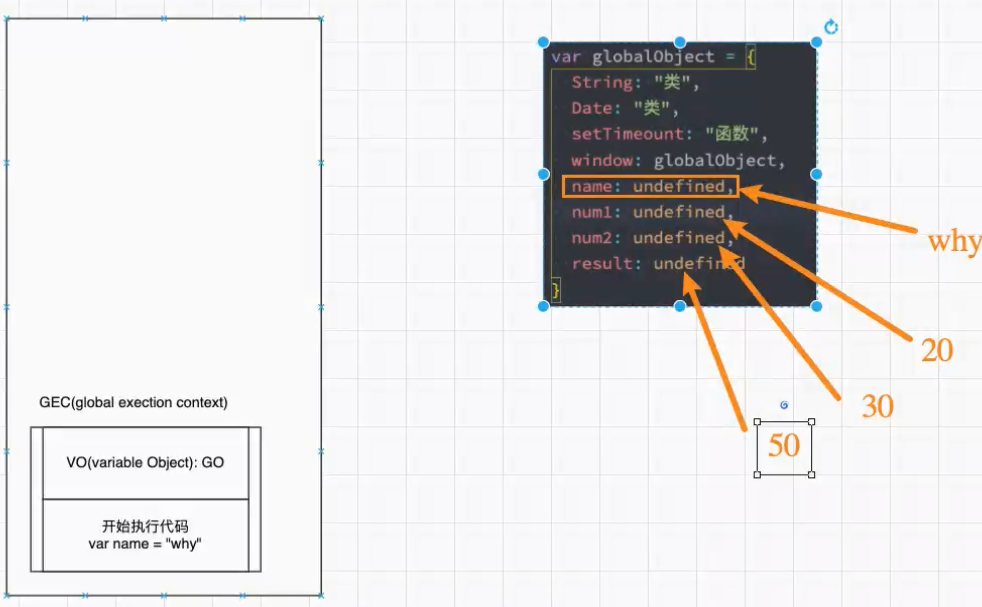 GEC(global exection context)
VO(variable Object): GO
开始执行代码
var name = "why"
var globalObject = {
String: "类",
Date: "类",
setTimeount: "函数",
window: globalObject,
name: undefined,
num1: undefined,
num2: undefined,
result: undefined
}
why
20
30
50